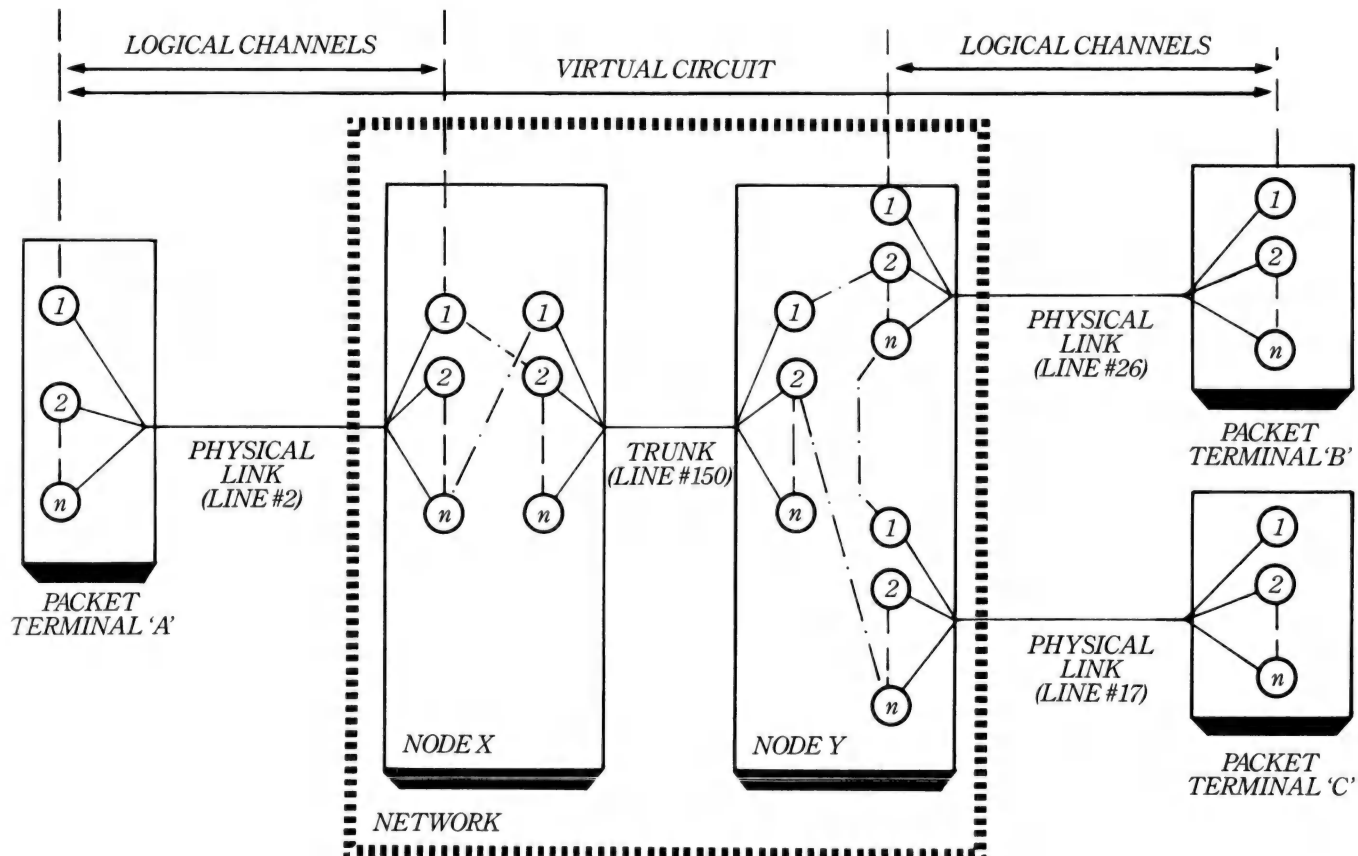 LOGICAL CHANNELS
VIRTUAL CIRCUIT
LOGICAL CHANNELS
1
2
n
PACKET
TERMINAL 'A'
PHYSICAL
LINK
(LINE #2)
1
2
n
1
2
n
NODE X
TRUNK
(LINE #150)
1
2
n
1
2
n
1
2
n
NODE Y
NETWORK
PHYSICAL
LINK
(LINE #26)
1
2
n
PACKET
TERMINAL 'B'
PHYSICAL
LINK
(LINE #17)
1
2
n
PACKET
TERMINAL 'C'